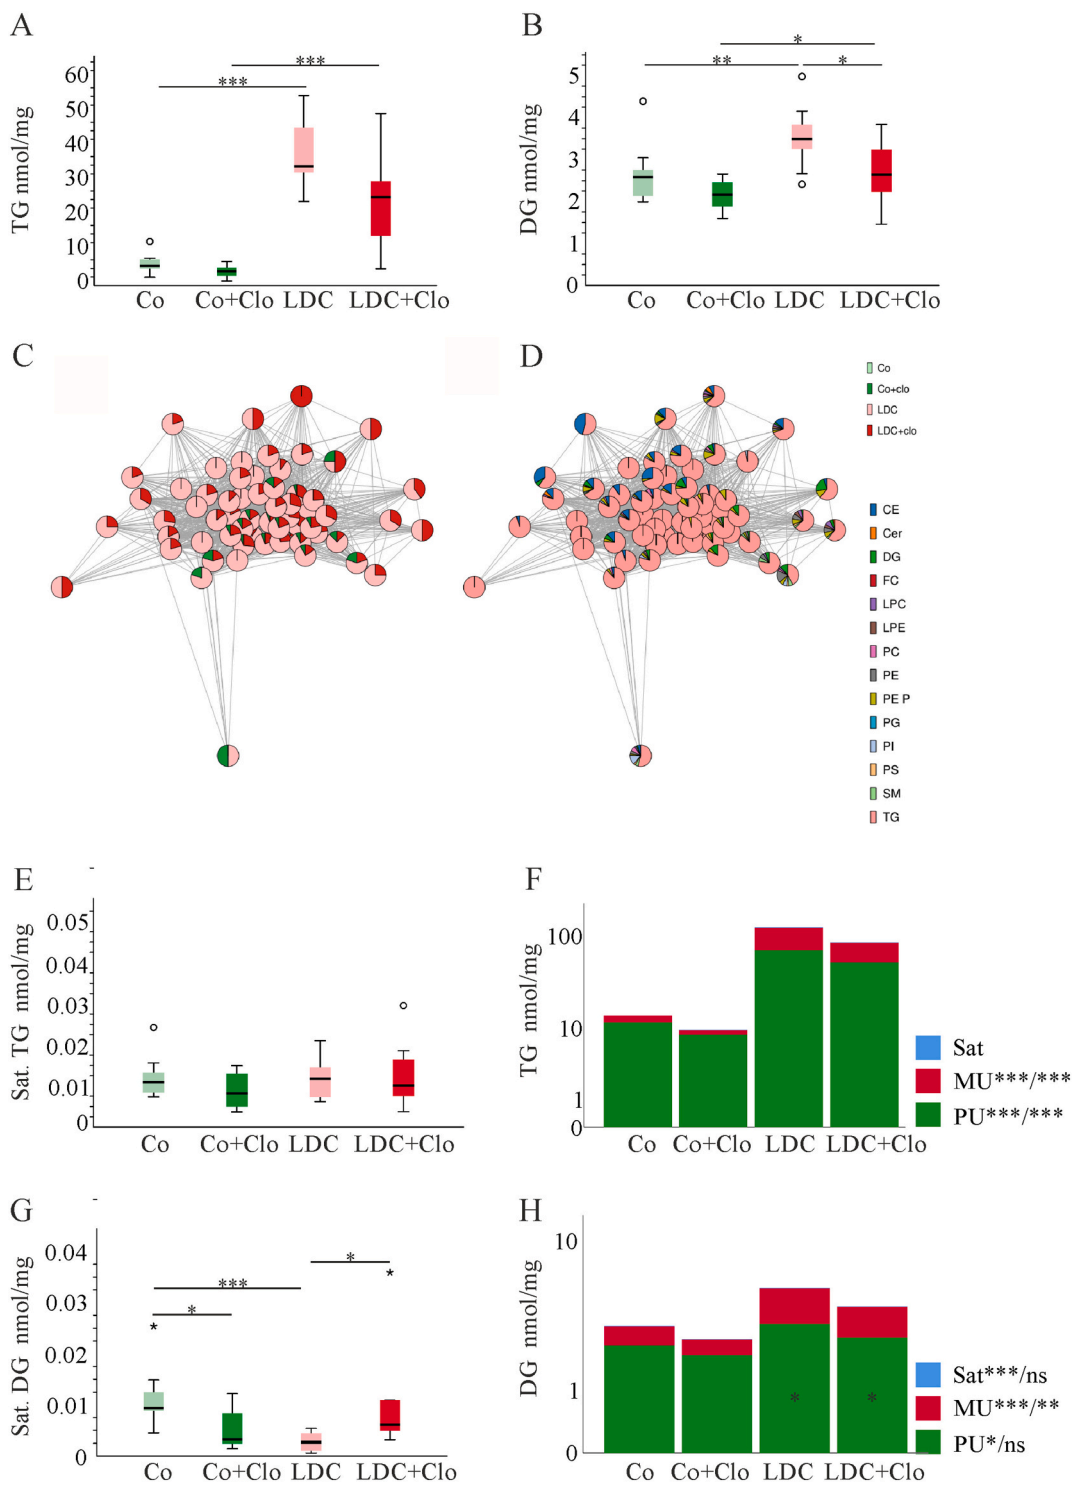 A
TG nmol/mg
60
50
40
30
20
10
0
***
***
Co
Co+Clo
LDC
LDC+Clo
B
DG nmol/mg
5
4
3
2
1
0
*
**
*
Co
Co+Clo
LDC
LDC+Clo
C
D
Co
Co+clo
LDC
LDC+clo
CE
Cer
DG
FC
LPC
LPE
PC
PE
PE P
PG
PI
PS
SM
TG
E
Sat. TG nmol/mg
0.05
0.04
0.03
0.02
0.01
0
Co
Co+Clo
LDC
LDC+Clo
F
TG nmol/mg
100
10
1
0
Co
Co+Clo
LDC
LDC+Clo
Sat
MU***/***
PU***/***
G
Sat. DG nmol/mg
0.04
0.03
0.02
0.01
0
*
***
*
*
*
Co
Co+Clo
LDC
LDC+Clo
H
DG nmol/mg
10
1
0
*
*
Co
Co+Clo
LDC
LDC+Clo
Sat***/ns
MU***/**
PU*/ns